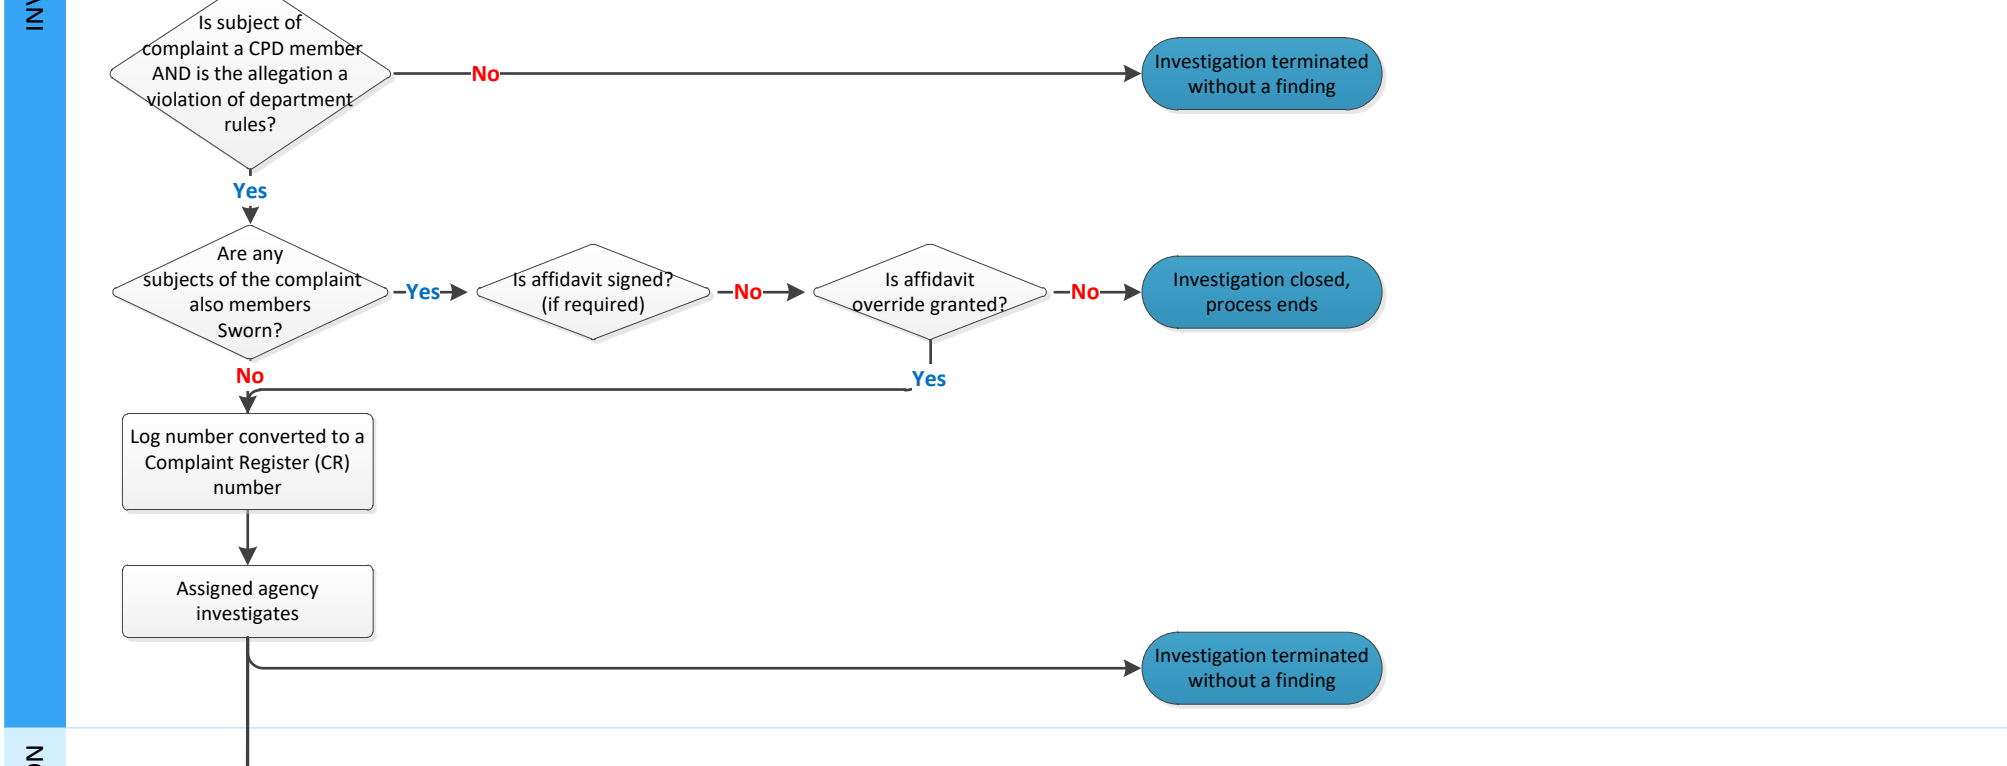 INV
Is subject of
complaint a CPD member
AND is the allegation a
violation of department
rules?
No
Investigation terminated
without a finding
Yes
Are any
subjects of the complaint
also members
Sworn?
Yes
Is affidavit signed?
(if required)
No
Is affidavit
override granted?
No
Investigation closed,
process ends
No
Yes
Log number converted to a
Complaint Register (CR)
number
Assigned agency
investigates
Investigation terminated
without a finding
ON